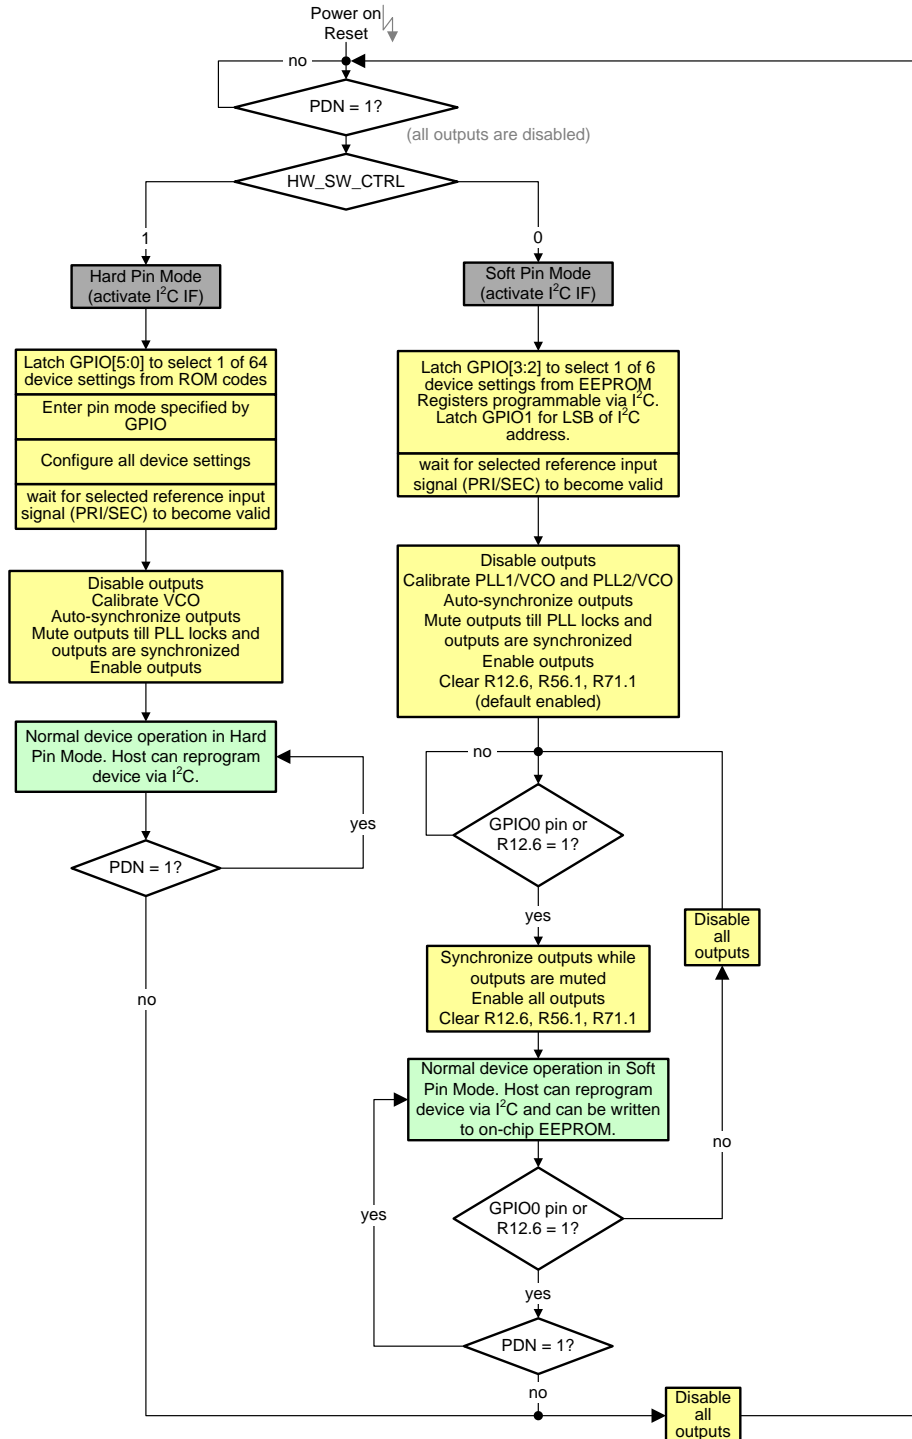 Power on
Reset
no
PDN = 1?
(all outputs are disabled)
HW_SW_CTRL
1
0
Hard Pin Mode
(activate I²C IF)
Soft Pin Mode
(activate I²C IF)
Latch GPIO[5:0] to select 1 of 64
device settings from ROM codes
Enter pin mode specified by
GPIO
Configure all device settings
wait for selected reference input
signal (PRI/SEC) to become valid
Latch GPIO[3:2] to select 1 of 6
device settings from EEPROM
Registers programmable via I²C.
Latch GPIO1 for LSB of I²C
address.
wait for selected reference input
signal (PRI/SEC) to become valid
Disable outputs
Calibrate VCO
Auto-synchronize outputs
Mute outputs till PLL locks and
outputs are synchronized
Enable outputs
Disable outputs
Calibrate PLL1/VCO and PLL2/VCO
Auto-synchronize outputs
Mute outputs till PLL locks and
outputs are synchronized
Enable outputs
Clear R12.6, R56.1, R71.1
(default enabled)
Normal device operation in Hard
Pin Mode. Host can reprogram
device via I²C.
yes
PDN = 1?
no
no
GPIO0 pin or
R12.6 = 1?
yes
Disable
all
outputs
Synchronize outputs while
outputs are muted
Enable all outputs
Clear R12.6, R56.1, R71.1
Normal device operation in Soft
Pin Mode. Host can reprogram
device via I²C and can be written
to on-chip EEPROM.
no
GPIO0 pin or
R12.6 = 1?
yes
yes
PDN = 1?
no
Disable
all
outputs